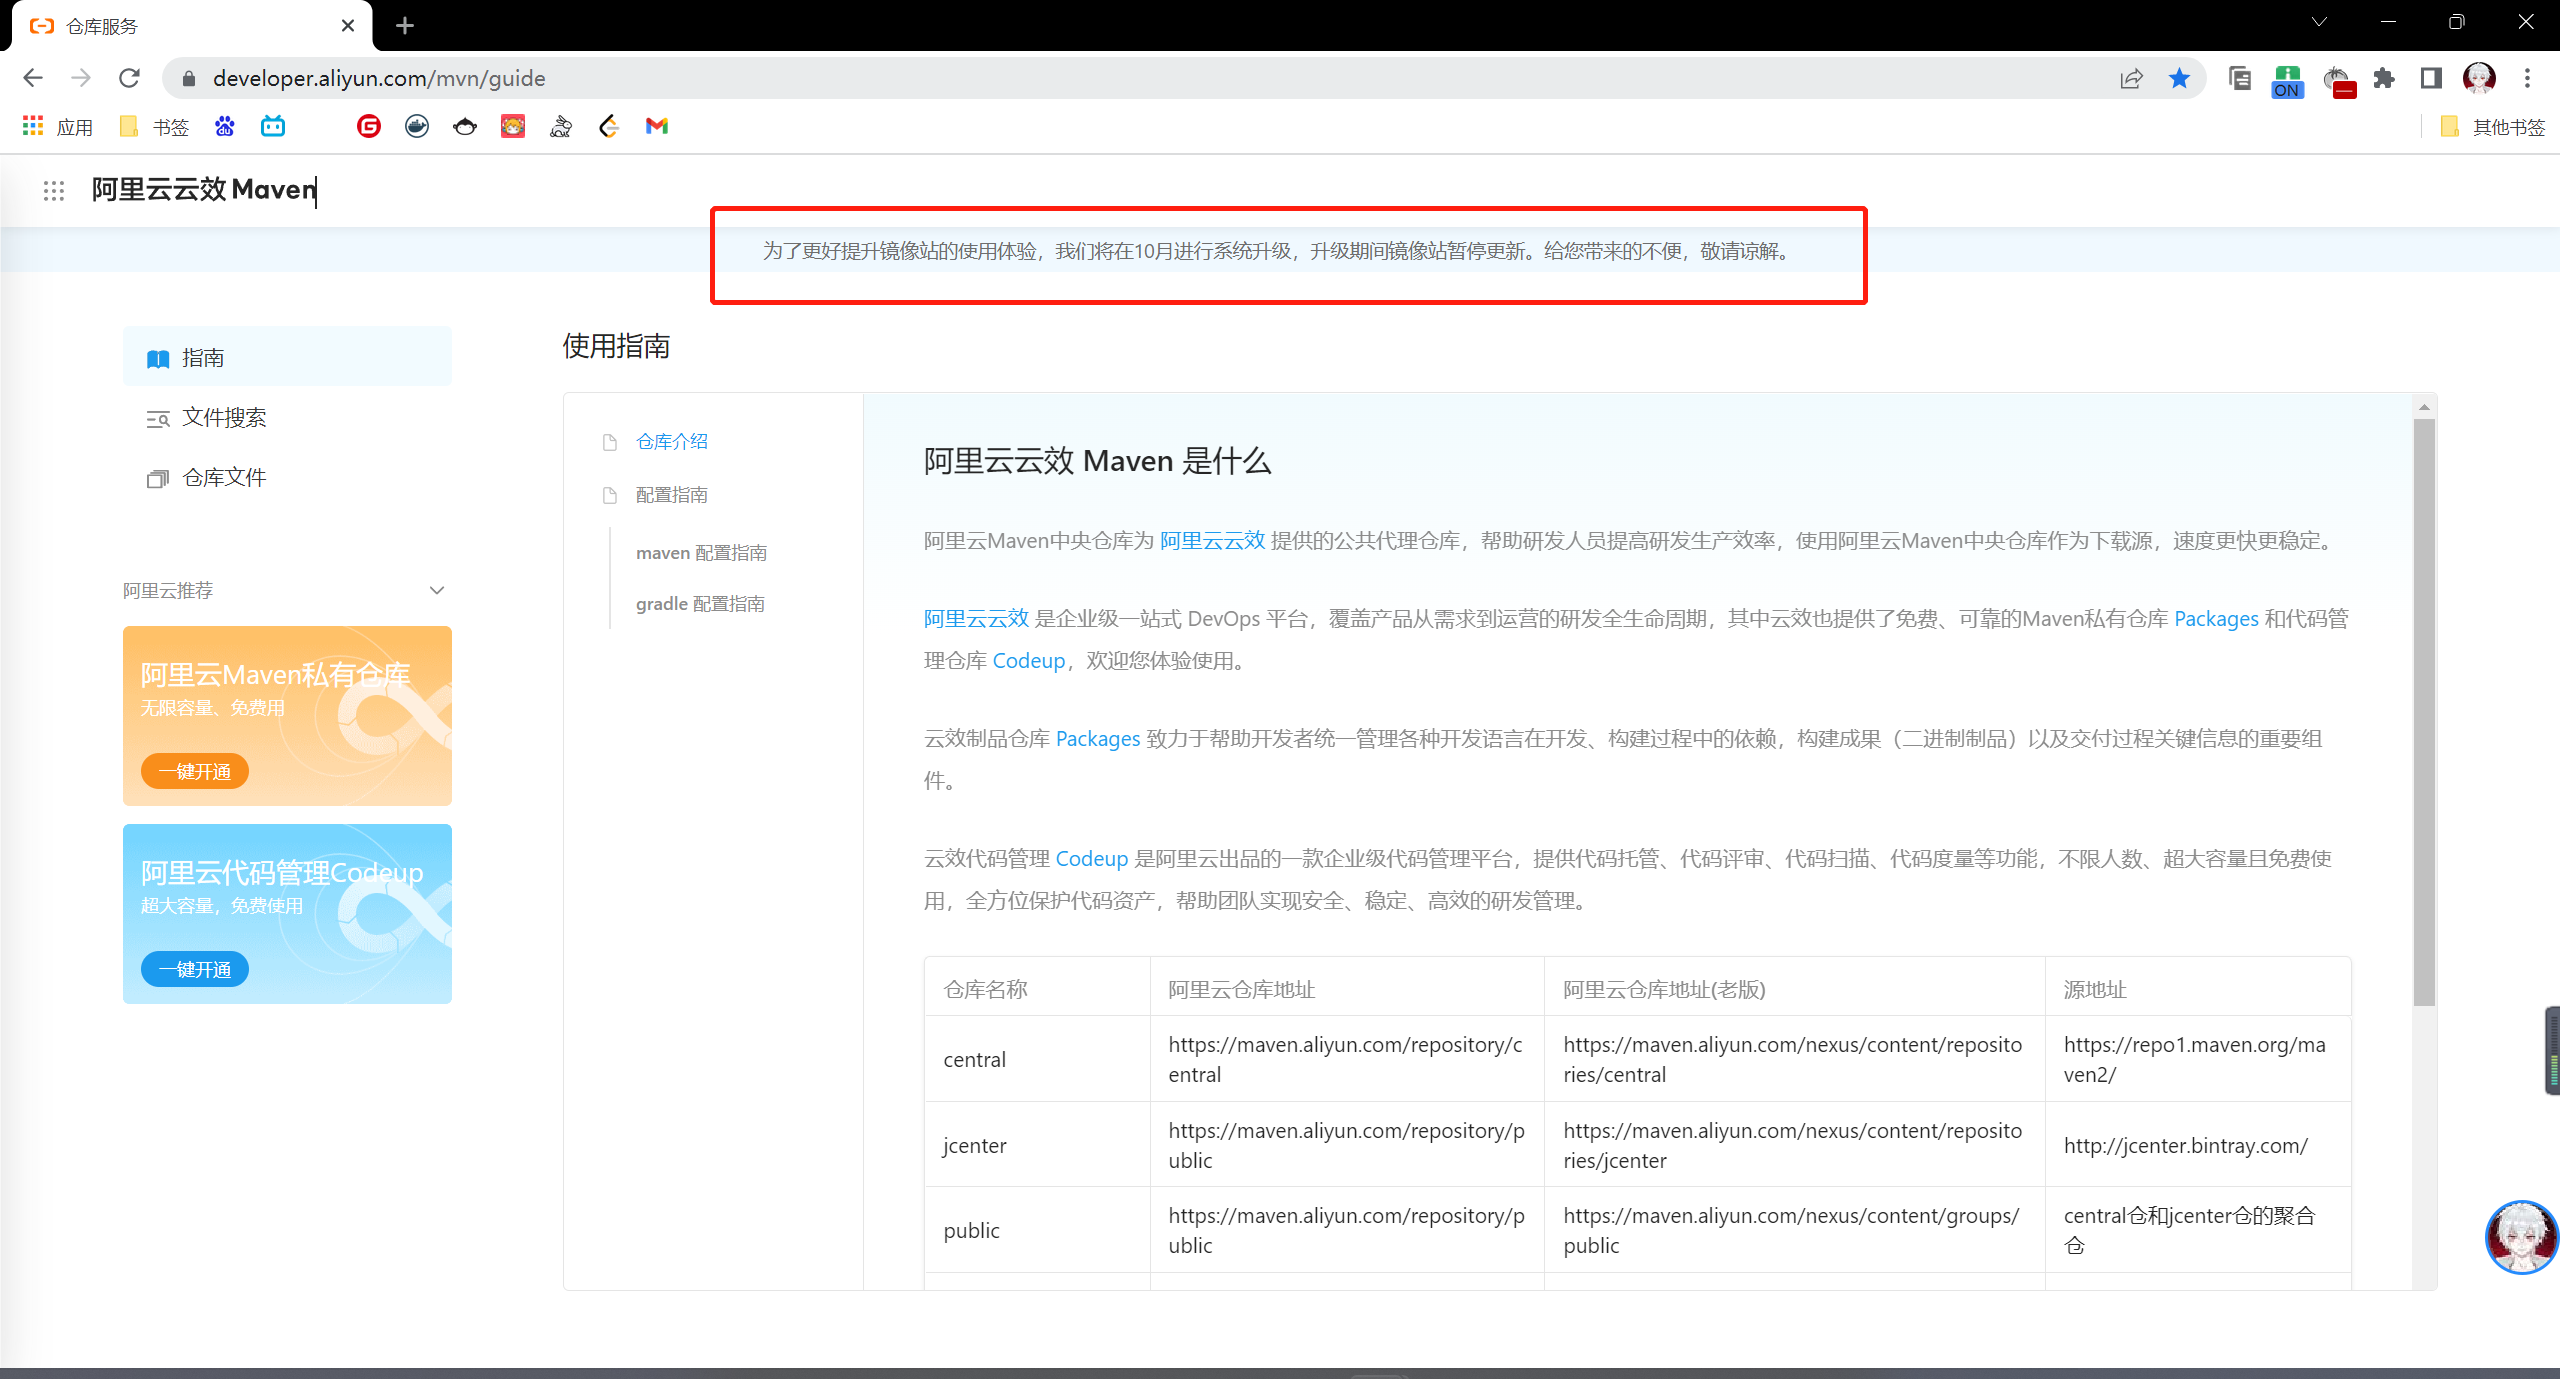 仓库服务
developer.aliyun.com/mvn/guide
ON
应用
书签
其他书签
阿里云云效 Maven
为了更好提升镜像站的使用体验，我们将在10月进行系统升级，升级期间镜像站暂停更新。给您带来的不便，敬请谅解。
指南
文件搜索
仓库文件
阿里云推荐
阿里云Maven私有仓库
无限容量、免费用
一键开通
阿里云代码管理Codeup
超大容量，免费使用
一键开通
使用指南
仓库介绍
配置指南
maven 配置指南
gradle 配置指南
阿里云云效 Maven 是什么
阿里云Maven中央仓库为 阿里云云效 提供的公共代理仓库，帮助研发人员提高研发生产效率，使用阿里云Maven中央仓库作为下载源，速度更快更稳定。
阿里云云效 是企业级一站式 DevOps 平台，覆盖产品从需求到运营的研发全生命周期，其中云效也提供了免费、可靠的Maven私有仓库 Packages 和代码管
理仓库 Codeup，欢迎您体验使用。
云效制品仓库 Packages 致力于帮助开发者统一管理各种开发语言在开发、构建过程中的依赖，构建成果（二进制制品）以及交付过程关键信息的重要组
件。
云效代码管理 Codeup 是阿里云出品的一款企业级代码管理平台，提供代码托管、代码评审、代码扫描、代码度量等功能，不限人数、超大容量且免费使
用，全方位保护代码资产，帮助团队实现安全、稳定、高效的研发管理。
仓库名称 阿里云仓库地址 阿里云仓库地址(老版) 源地址
central
https://maven.aliyun.com/repository/c
entral
https://maven.aliyun.com/nexus/content/reposito
ries/central
https://repo1.maven.org/ma
ven2/
jcenter
https://maven.aliyun.com/repository/p
ublic
https://maven.aliyun.com/nexus/content/reposito
ries/jcenter
http://jcenter.bintray.com/
public
https://maven.aliyun.com/repository/p
ublic
https://maven.aliyun.com/nexus/content/groups/
public
central仓和jcenter仓的聚合
仓